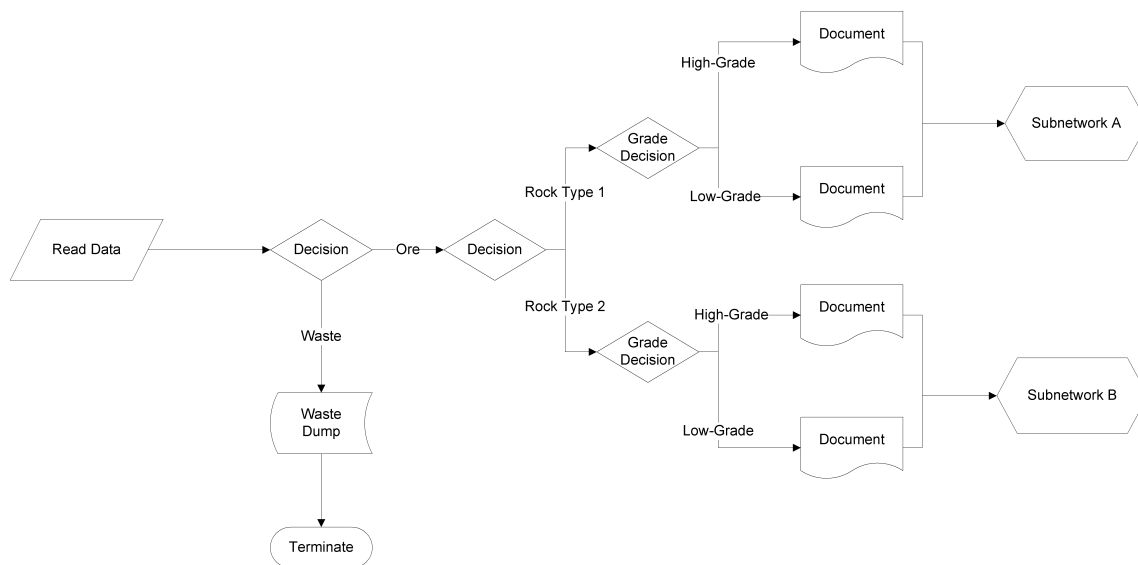 Document
High-Grade
Subnetwork A
Grade
Decision
Rock Type 1
Low-Grade
Document
Read Data
Decision
Ore
Decision
Rock Type 2
High-Grade
Document
Waste
Grade
Decision
Subnetwork B
Waste
Dump
Low-Grade
Document
Terminate